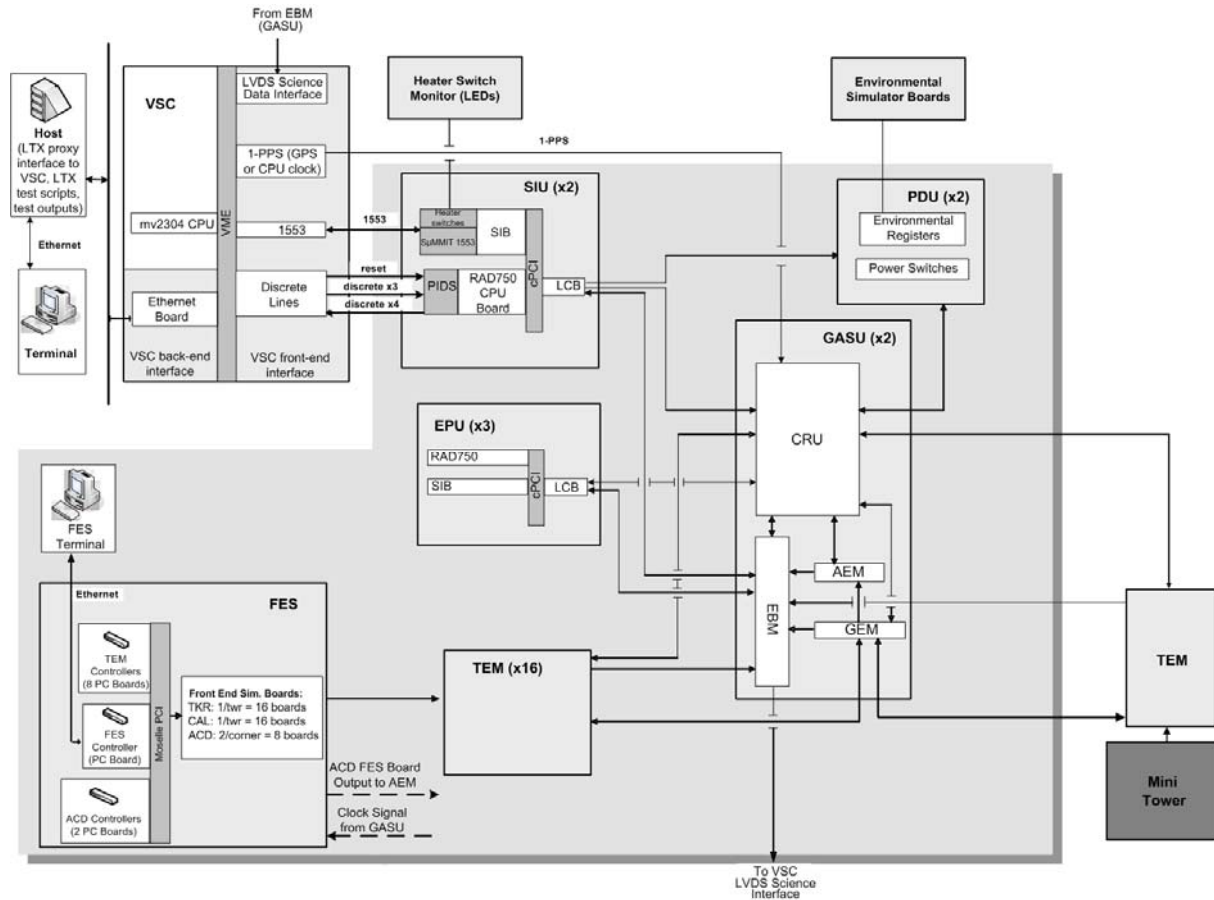 From EBM
(GASU)
Host
(LTX proxy
interface to
VSC, LTX
test scripts,
test outputs)
Ethernet
Terminal
VSC
LVDS Science
Data Interface
1-PPS (GPS
or CPU clock)
mv2304 CPU
VME
1553
Ethernet
Board
Discrete
Lines
VSC back-end
interface
VSC front-end
interface
1553
reset
discrete x3
discrete x4
Heater Switch
Monitor (LEDs)
1-PPS
SIU (x2)
Heater
switches
SµMMIT 1553
SIB
PIDS
RAD750
CPU
Board
cPCI
LCB
Environmental
Simulator Boards
PDU (x2)
Environmental
Registers
Power Switches
GASU (x2)
CRU
EBM
AEM
GEM
EPU (x3)
RAD750
SIB
cPCI
LCB
FES
Terminal
Ethernet
FES
TEM
Controllers
(8 PC Boards)
FES
Controller
(PC Board)
ACD Controllers
(2 PC Boards)
Moselle PCI
Front End Sim. Boards:
TKR: 1/twr = 16 boards
CAL: 1/twr = 16 boards
ACD: 2/corner = 8 boards
ACD FES Board
Output to AEM
Clock Signal
from GASU
TEM (x16)
TEM
Mini
Tower
To VSC
LVDS Science
Interface